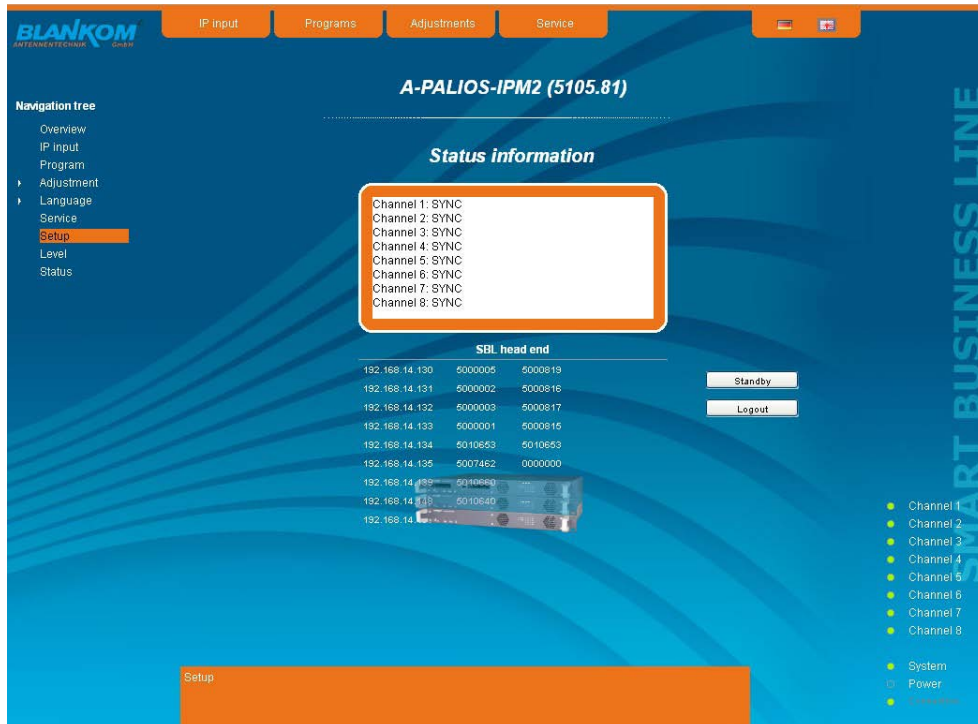 BLANKOM
ANTENNENTECHNIK GmbH
IP input
Programs
Adjustments
Service
A-PALIOS-IPM2 (5105.81)
Navigation tree
Overview
IP input
Program
Adjustment
Language
Service
Setup
Level
Status
Status information
Channel 1: SYNC
Channel 2: SYNC
Channel 3: SYNC
Channel 4: SYNC
Channel 5: SYNC
Channel 6: SYNC
Channel 7: SYNC
Channel 8: SYNC
SBL head end
192.168.14.130 5000005 5000819
192.168.14.131 5000002 5000816
192.168.14.132 5000003 5000817
192.168.14.133 5000001 5000815
192.168.14.134 5010653 5010653
192.168.14.135 5007462 0000000
5010640
Standby
Logout
SMART BUSINESS LINE
Channel 1
Channel 2
Channel 3
Channel 4
Channel 5
Channel 6
Channel 7
Channel 8
System
Power
Setup